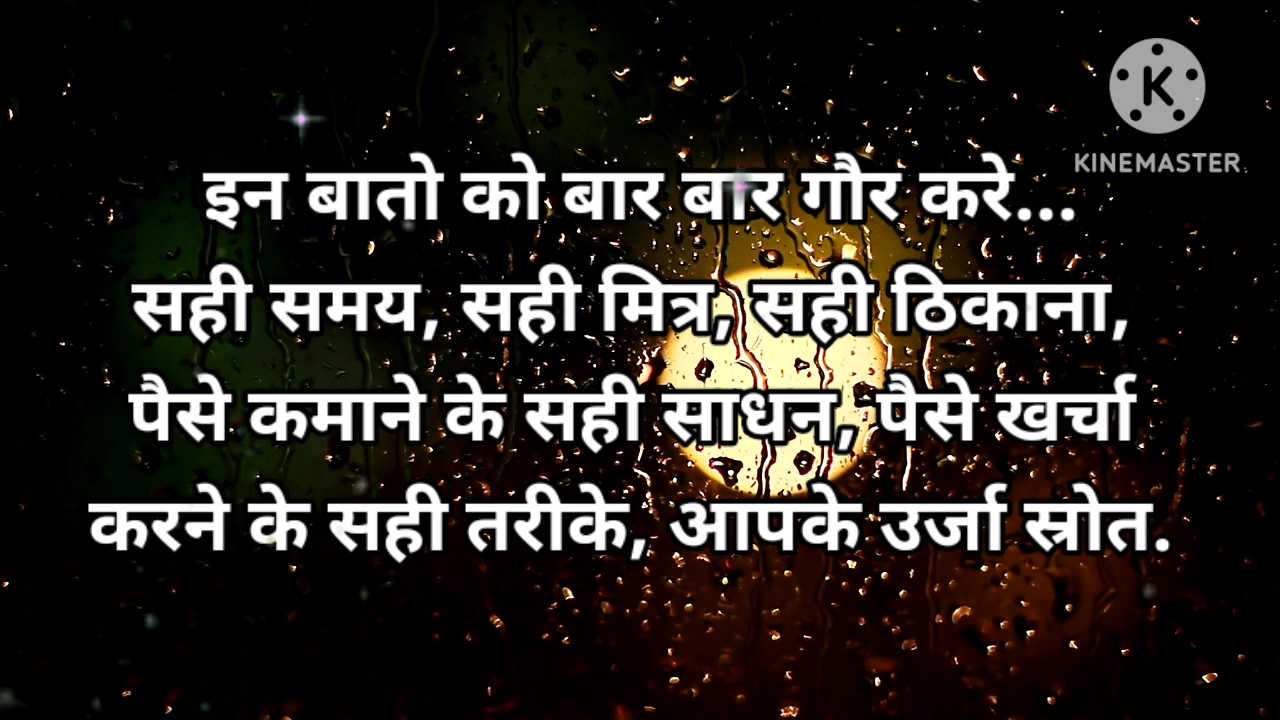 KINEMASTER
इन बातो को बार बार गौर करे...
सही समय, सही मित्र, सही ठिकाना,
पैसे कमाने के सही साधन, पैसे खर्चा
करने के सही तरीके, आपके उर्जा स्रोत.